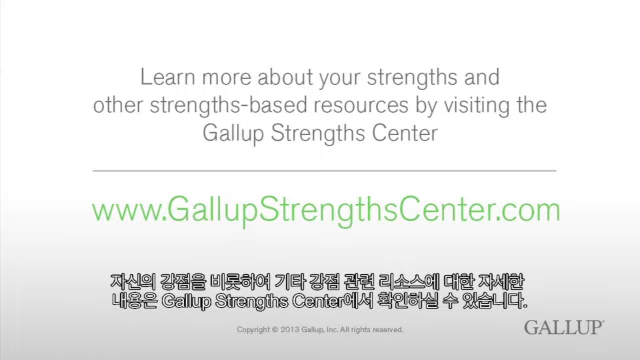 Learn more about your strengths and
other strengths-based resources by visiting the
Gallup Strengths Center
www.GallupStrengthsCenter.com
자신의 강점을 비롯하여 기타 강점 관련 리소스에 대한 자세한
내용은 Gallup Strengths Center에서 확인하실 수 있습니다.
Copyright © 2013 Gallup, Inc. All rights reserved.
GALLUP®